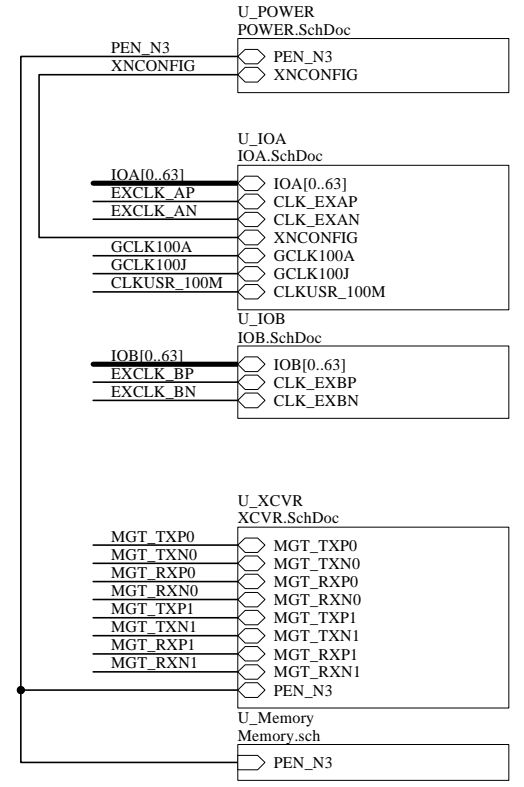 U_POWER
POWER.SchDoc
PEN_N3 PEN_N3
XNCONFIG XNCONFIG
U_IOA
IOA.SchDoc
IOA[0..63] IOA[0..63]
EXCLK_AP CLK_EXAP
EXCLK_AN CLK_EXAN
XNCONFIG
GCLK100A GCLK100A
GCLK100J GCLK100J
CLKUSR_100M CLKUSR_100M
U_IOB
IOB.SchDoc
IOB[0..63] IOB[0..63]
EXCLK_BP CLK_EXBP
EXCLK_BN CLK_EXBN
U_XCVR
XCVR.SchDoc
MGT_TXP0 MGT_TXP0
MGT_TXN0 MGT_TXN0
MGT_RXP0 MGT_RXP0
MGT_RXN0 MGT_RXN0
MGT_TXP1 MGT_TXP1
MGT_TXN1 MGT_TXN1
MGT_RXP1 MGT_RXP1
MGT_RXN1 MGT_RXN1
PEN_N3
U_Memory
Memory.sch
PEN_N3